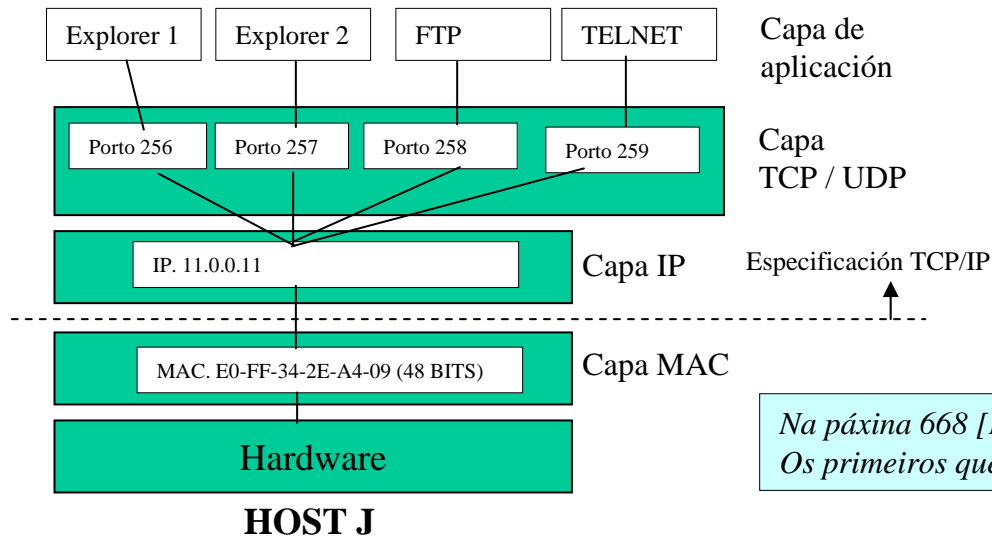 Explorer 1
Explorer 2
FTP
TELNET
Capa de
aplicación
Porto 256
Porto 257
Porto 258
Porto 259
Capa
TCP / UDP
IP. 11.0.0.11
Capa IP
Especificación TCP/IP
MAC. E0-FF-34-2E-A4-09 (48 BITS)
Capa MAC
Hardware
Na páxina 668 [
Os primeiros que
HOST J